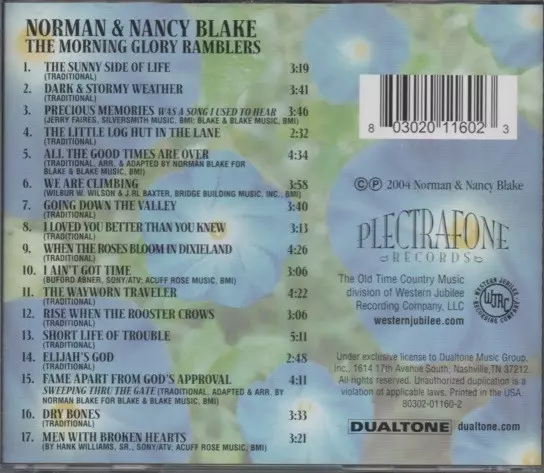 NORMAN & NANCY BLAKE
THE MORNING GLORY RAMBLERS
1. THE SUNNY SIDE OF LIFE 3:19
(TRADITIONAL)
2. DARK & STORMY WEATHER 3:41
(TRADITIONAL)
3. PRECIOUS MEMORIES WAS A SONG I USED TO HEAR 3:46
(JERRY FAIRES, SILVERSMITH MUSIC, BMI; BLAKE & BLAKE MUSIC, BMI)
4. THE LITTLE LOG HUT IN THE LANE 2:32
(TRADITIONAL)
5. ALL THE GOOD TIMES ARE OVER 4:34
(TRADITIONAL, ARR. & ADAPTED BY NORMAN BLAKE FOR
BLAKE & BLAKE MUSIC, BMI)
6. WE ARE CLIMBING 3:58
(WILBUR W. WILSON & J.R. BAXTER, BRIDGE BUILDING MUSIC, INC., BMI)
7. GOING DOWN THE VALLEY 3:40
(TRADITIONAL)
8. I LOVED YOU BETTER THAN YOU KNEW 3:13
(TRADITIONAL)
9. WHEN THE ROSES BLOOM IN DIXIELAND 4:26
(TRADITIONAL)
10. I AIN'T GOT TIME 3:06
(BUFORD ABNER, SONY/ATV; ACUFF ROSE MUSIC, BMI)
11. THE WAYWORN TRAVELER 4:22
(TRADITIONAL)
12. RISE WHEN THE ROOSTER CROWS 3:06
(TRADITIONAL)
13. SHORT LIFE OF TROUBLE 5:11
(TRADITIONAL)
14. ELIJAH'S GOD 2:48
(TRADITIONAL)
15. FAME APART FROM GOD'S APPROVAL 4:11
SWEEPING THRU THE GATE (TRADITIONAL, ADAPTED & ARR. BY
NORMAN BLAKE FOR BLAKE & BLAKE MUSIC, BMI)
16. DRY BONES 3:33
(TRADITIONAL)
17. MEN WITH BROKEN HEARTS 3:21
(BY HANK WILLIAMS, SR., SONY/ATV; ACUFF ROSE MUSIC, BMI)
8 03020 11602 3
©℗ 2004 Norman & Nancy Blake
PLECTRAFONE
RECORDS
The Old Time Country Music
division of Western Jubilee
Recording Company, LLC
westernjubilee.com
WESTERN JUBILEE
WJRC
RECORDING COMPANY
Under exclusive license to Dualtone Music Group,
Inc., 1614 17th Avenue South, Nashville, TN 37212.
All rights reserved. Unauthorized duplication is a
violation of applicable laws. Printed in the USA.
80302-01160-2
DUALTONE dualtone.com